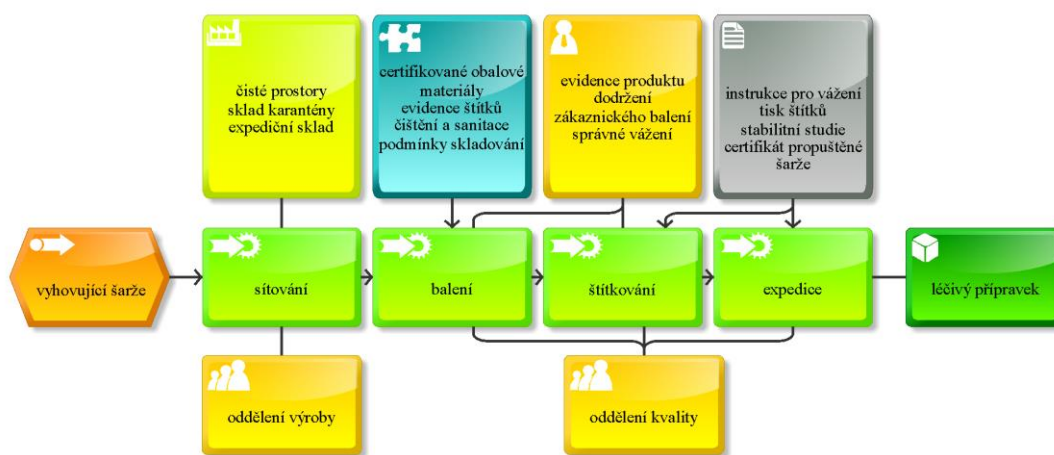 čisté prostory
sklad karantény
expediční sklad
certifikované obalové
materiály
evidence štítků
čištění a sanitace
podmínky skladování
evidence produktu
dodržení
zákaznického balení
správné vážení
instrukce pro vážení
tisk štítků
stabilitní studie
certifikát propuštěné
šarže
vyhovující šarže
sítování
balení
štítkování
expedice
léčivý přípravek
oddělení výroby
oddělení kvality